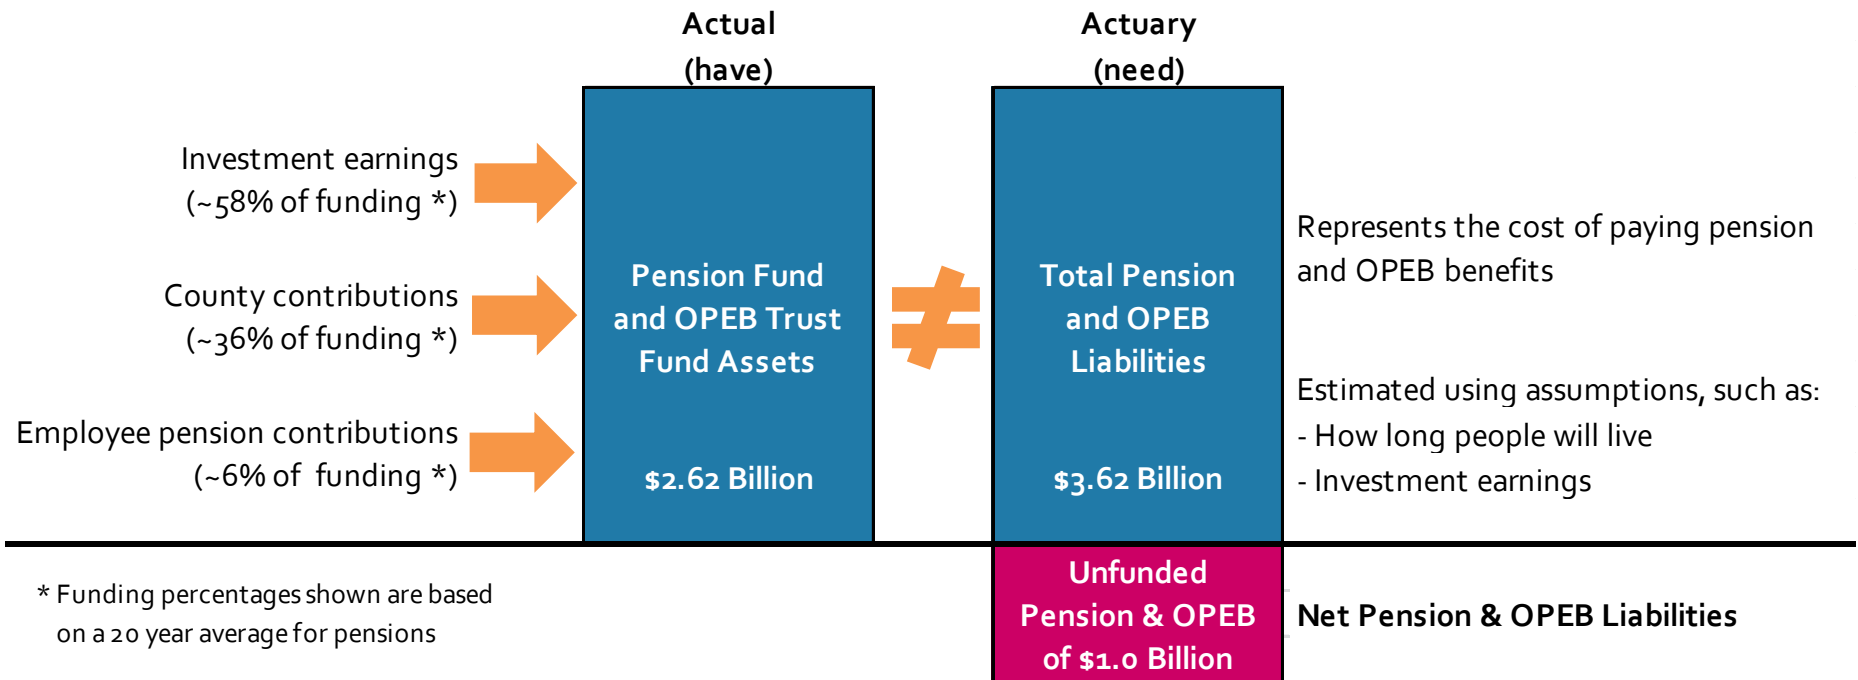 Actual
(have)
Actuary
(need)
Investment earnings
(~58% of funding *)
County contributions
(~36% of funding *)
Employee pension contributions
(~6% of funding *)
Pension Fund
and OPEB Trust
Fund Assets
$2.62 Billion
≠
Total Pension
and OPEB
Liabilities
$3.62 Billion
Represents the cost of paying pension
and OPEB benefits
Estimated using assumptions, such as:
- How long people will live
- Investment earnings
Unfunded
Pension & OPEB
of $1.0 Billion
Net Pension & OPEB Liabilities
* Funding percentages shown are based
on a 20 year average for pensions